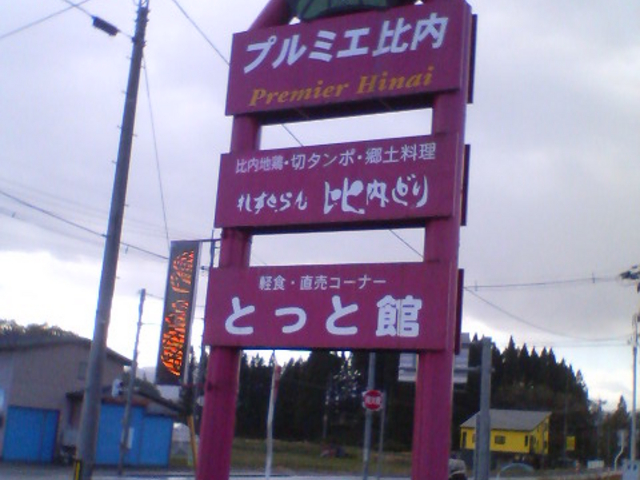 プルミエ比内
Premier Hinai
比内地鶏・切タンポ・郷土料理
れすとらん 比内どり
軽食・直売コーナー
とっと館